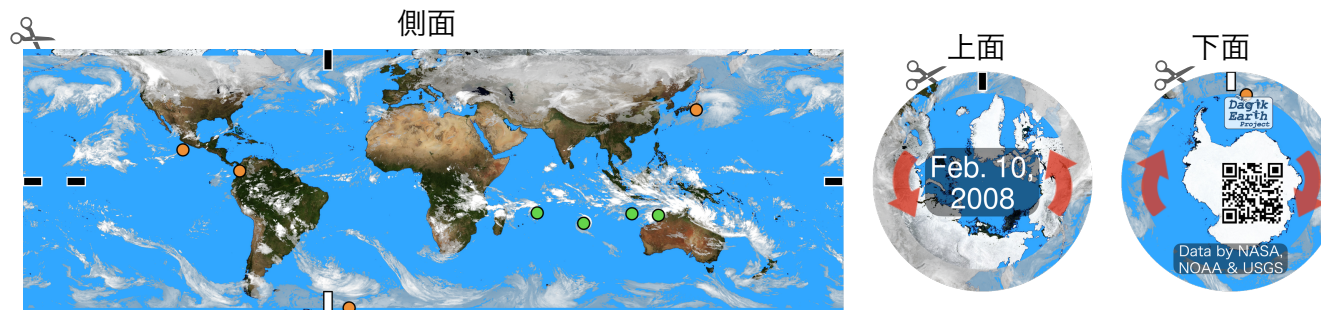 側面
上面
下面
Feb. 10,
2008
Dagik
Earth
Project
Data by NASA,
NOAA & USGS